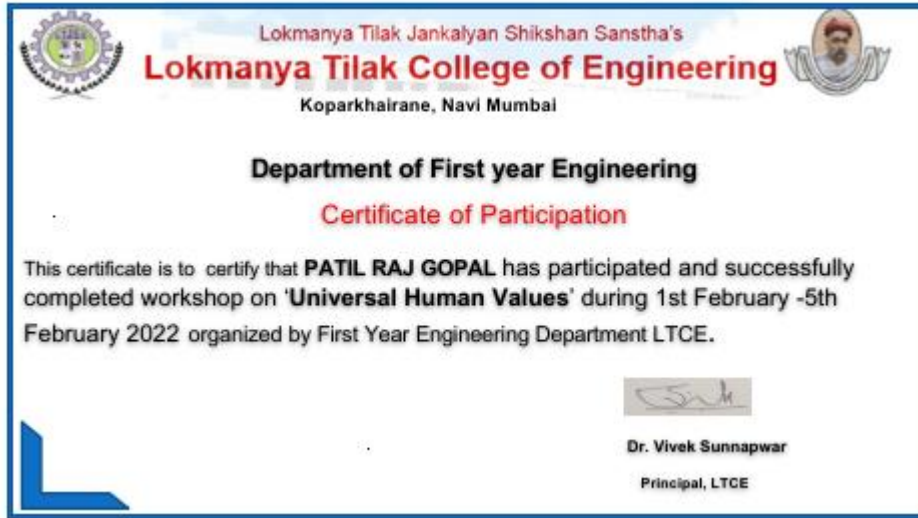 Lokmanya Tilak Jankalyan Shikshan Sanstha's
Lokmanya Tilak College of Engineering
Koparkhairane, Navi Mumbai
Department of First year Engineering
Certificate of Participation
This certificate is to certify that PATIL RAJ GOPAL has participated and successfully
completed workshop on ‘Universal Human Values’ during 1st February -5th
February 2022 organized by First Year Engineering Department LTCE.
Dr. Vivek Sunnapwar
Principal, LTCE